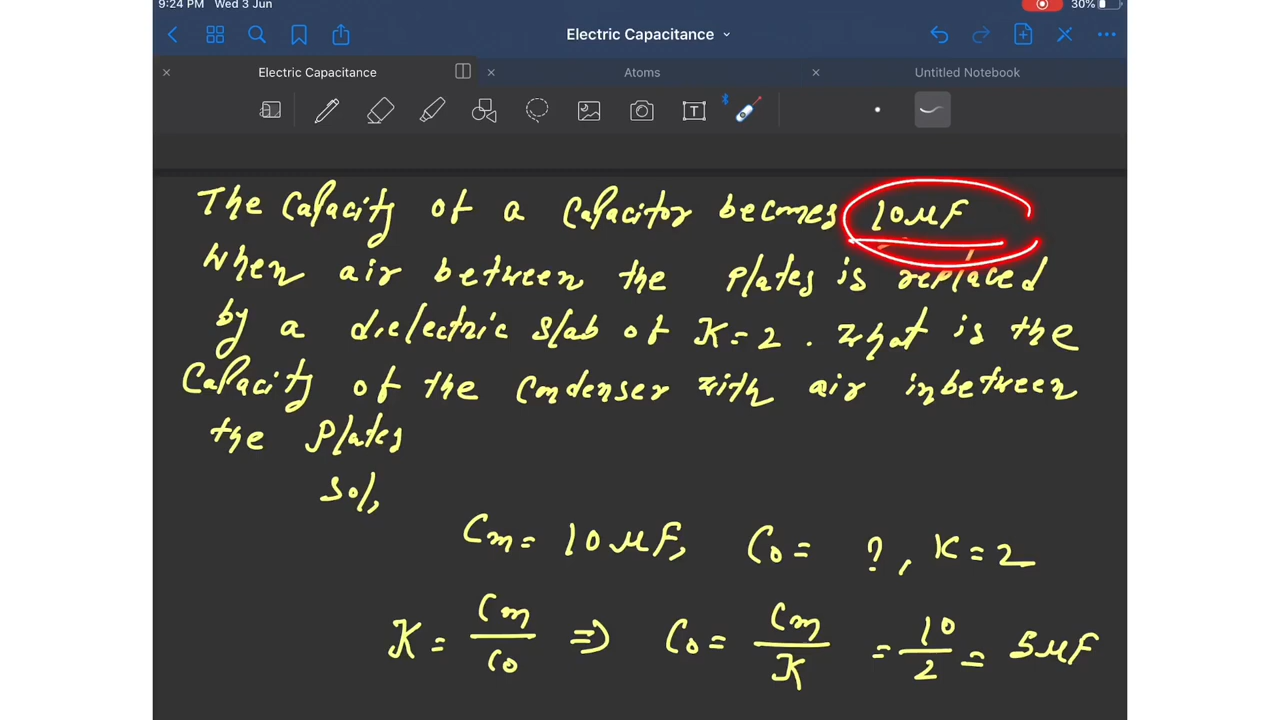 9:24 PM Wed 3 Jun
30%
Electric Capacitance
Electric Capacitance
Atoms
Untitled Notebook
T
The Capacity of a Capacitor becomes 10μF
When air between the plates is replaced
by a dielectric slab of K=2. What is the
Capacity of the Condenser with air inbetween
the Plates
Sol,
Cm= 10μF, C0= ?, K=2
K= Cm/C0 ⇒ C0= Cm/K = 10/2 = 5μF